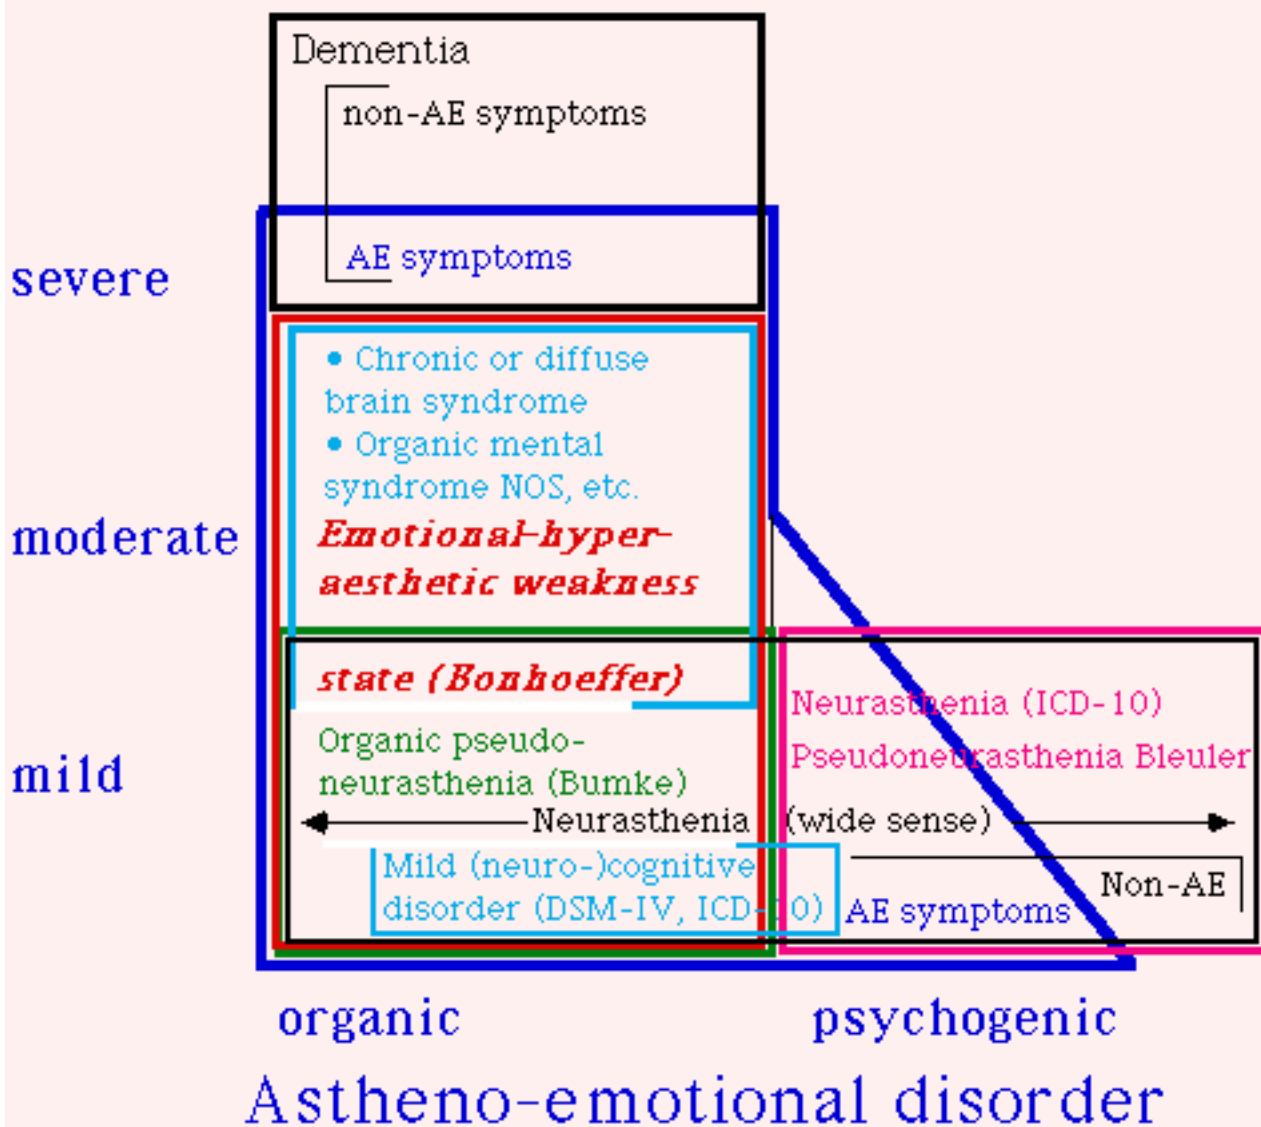 Dementia
non-AE symptoms
AE symptoms
severe
• Chronic or diffuse
brain syndrome
• Organic mental
syndrome NOS, etc.
moderate
Emotional-hyper-
aesthetic weakness
state (Bonhoeffer)
Neurasthenia (ICD-10)
Organic pseudo-
neurasthenia (Bumke)
Pseudoneurasthenia Bleuler
mild
Neurasthenia (wide sense)
Mild (neuro-)cognitive
disorder (DSM-IV, ICD-10)
Non-AE
AE symptoms
organic
psychogenic
Astheno-emotional disorder